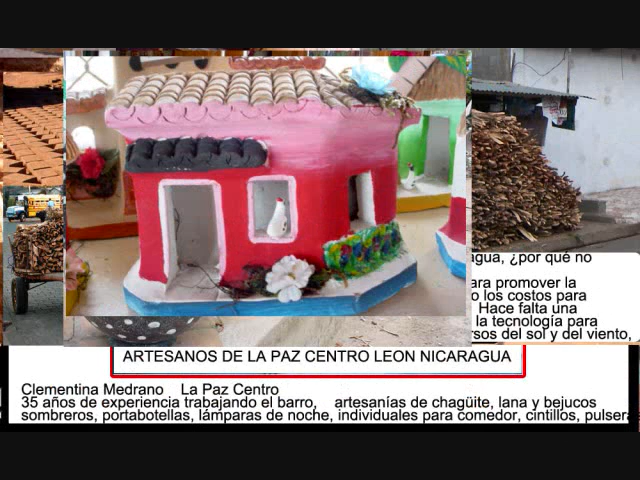 agua, ¿por qué no
ara promover la
o los costos para
Hace falta una
la tecnología para
sos del sol y del viento,
ARTESANOS DE LA PAZ CENTRO LEON NICARAGUA
Clementina Medrano    La Paz Centro
35 años de experiencia trabajando el barro,    artesanías de chagüite, lana y bejucos
sombreros, portabotellas, lámparas de noche, individuales para comedor, cintillos, pulsera